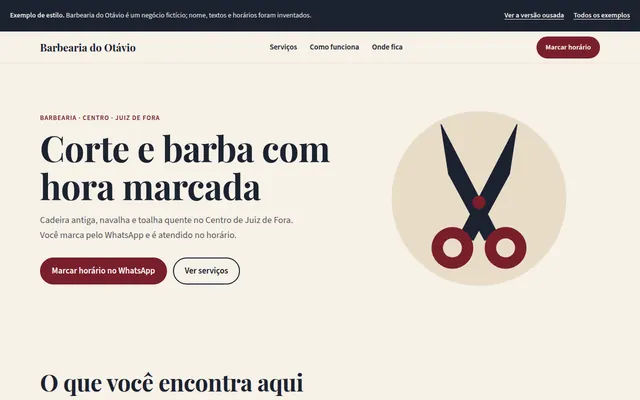 Exemplo de estilo. Barbearia do Otávio é um negócio fictício; nome, textos e horários foram inventados.
Ver a versão ousada
Todos os exemplos
Barbearia do Otávio
Serviços
Como funciona
Onde fica
Marcar horário
BARBEARIA · CENTRO · JUIZ DE FORA
Corte e barba com
hora marcada
Cadeira antiga, navalha e toalha quente no Centro de Juiz de Fora.
Você marca pelo WhatsApp e é atendido no horário.
Marcar horário no WhatsApp
Ver serviços
O que você encontra aqui